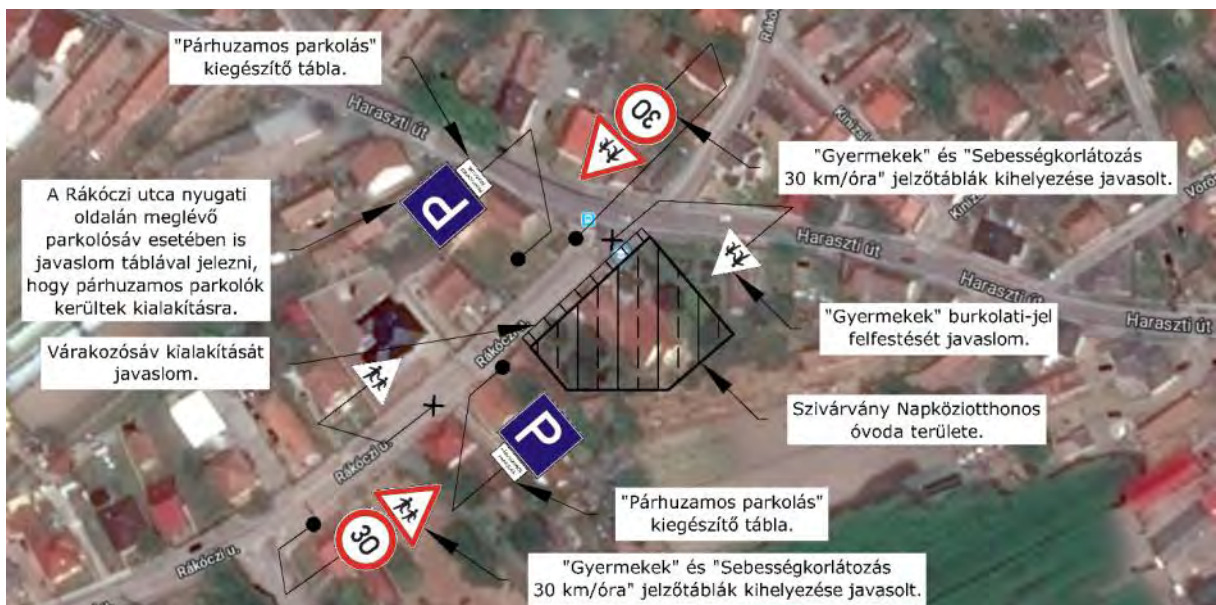 "Párhuzamos parkolás"
kiegészítő tábla.
Haraszti út
30
"Gyermekek" és "Sebességkorlátozás
30 km/óra" jelzőtáblák kihelyezése javasolt.
A Rákóczi utca nyugati
oldalán meglévő
parkolósáv esetében is
javaslom táblával jelezni,
hogy párhuzamos parkolók
kerültek kialakításra.
P
P
Haraszti út
Haraszti út
Haraszti út
"Gyermekek" burkolati-jel
felfestését javaslom.
Várakozósáv kialakítását
javaslom.
Szivárvány Napköziotthonos
óvoda területe.
P
Rákóczi u.
"Párhuzamos parkolás"
kiegészítő tábla.
30
Rákóczi u.
"Gyermekek" és "Sebességkorlátozás
30 km/óra" jelzőtáblák kihelyezése javasolt.